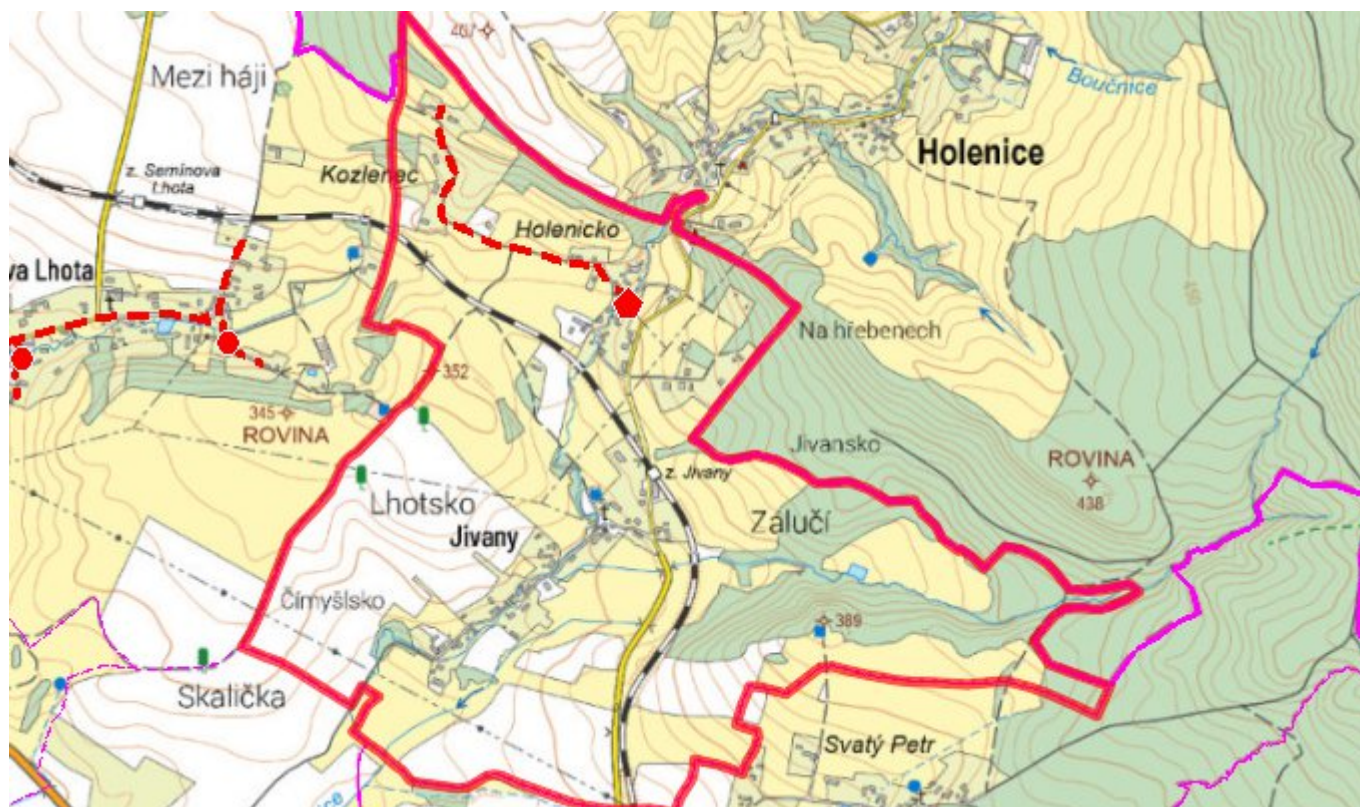 467
Mezi háji
Boučnice
Holenice
z. Semínova
Lhota
Kozlenec
Holenicko
va Lhota
Na hřebenech
352
345
ROVINA
Jivansko
ROVINA
438
z. Jivany
Lhotsko
Jivany
Zálučí
Čímyšlsko
389
Skalička
Svatý Petr